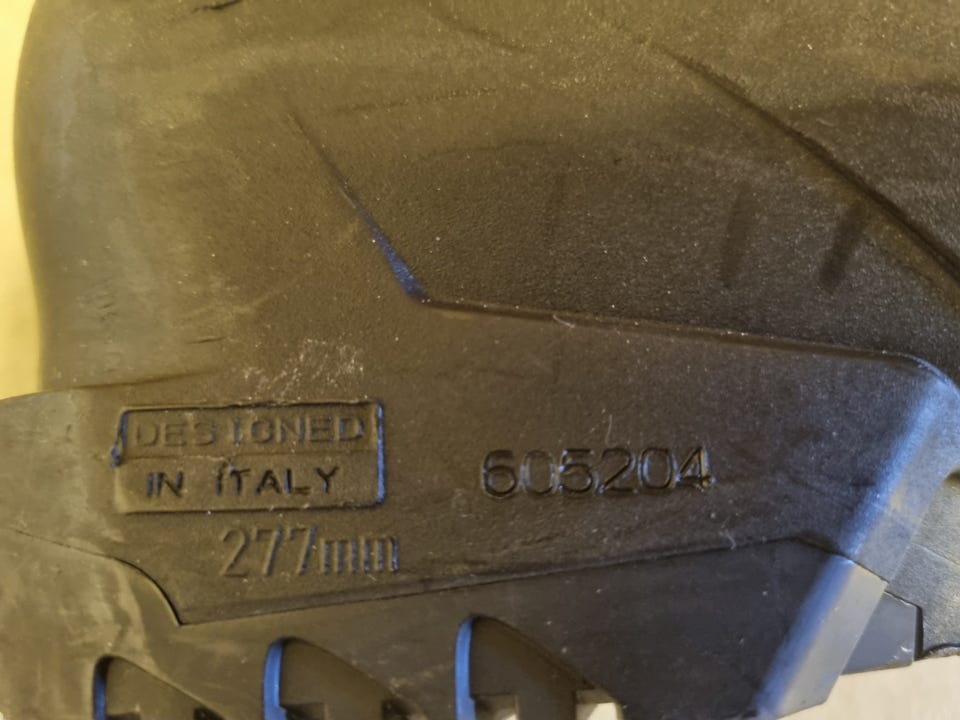 DESIGNED
IN ITALY
605204
277mm